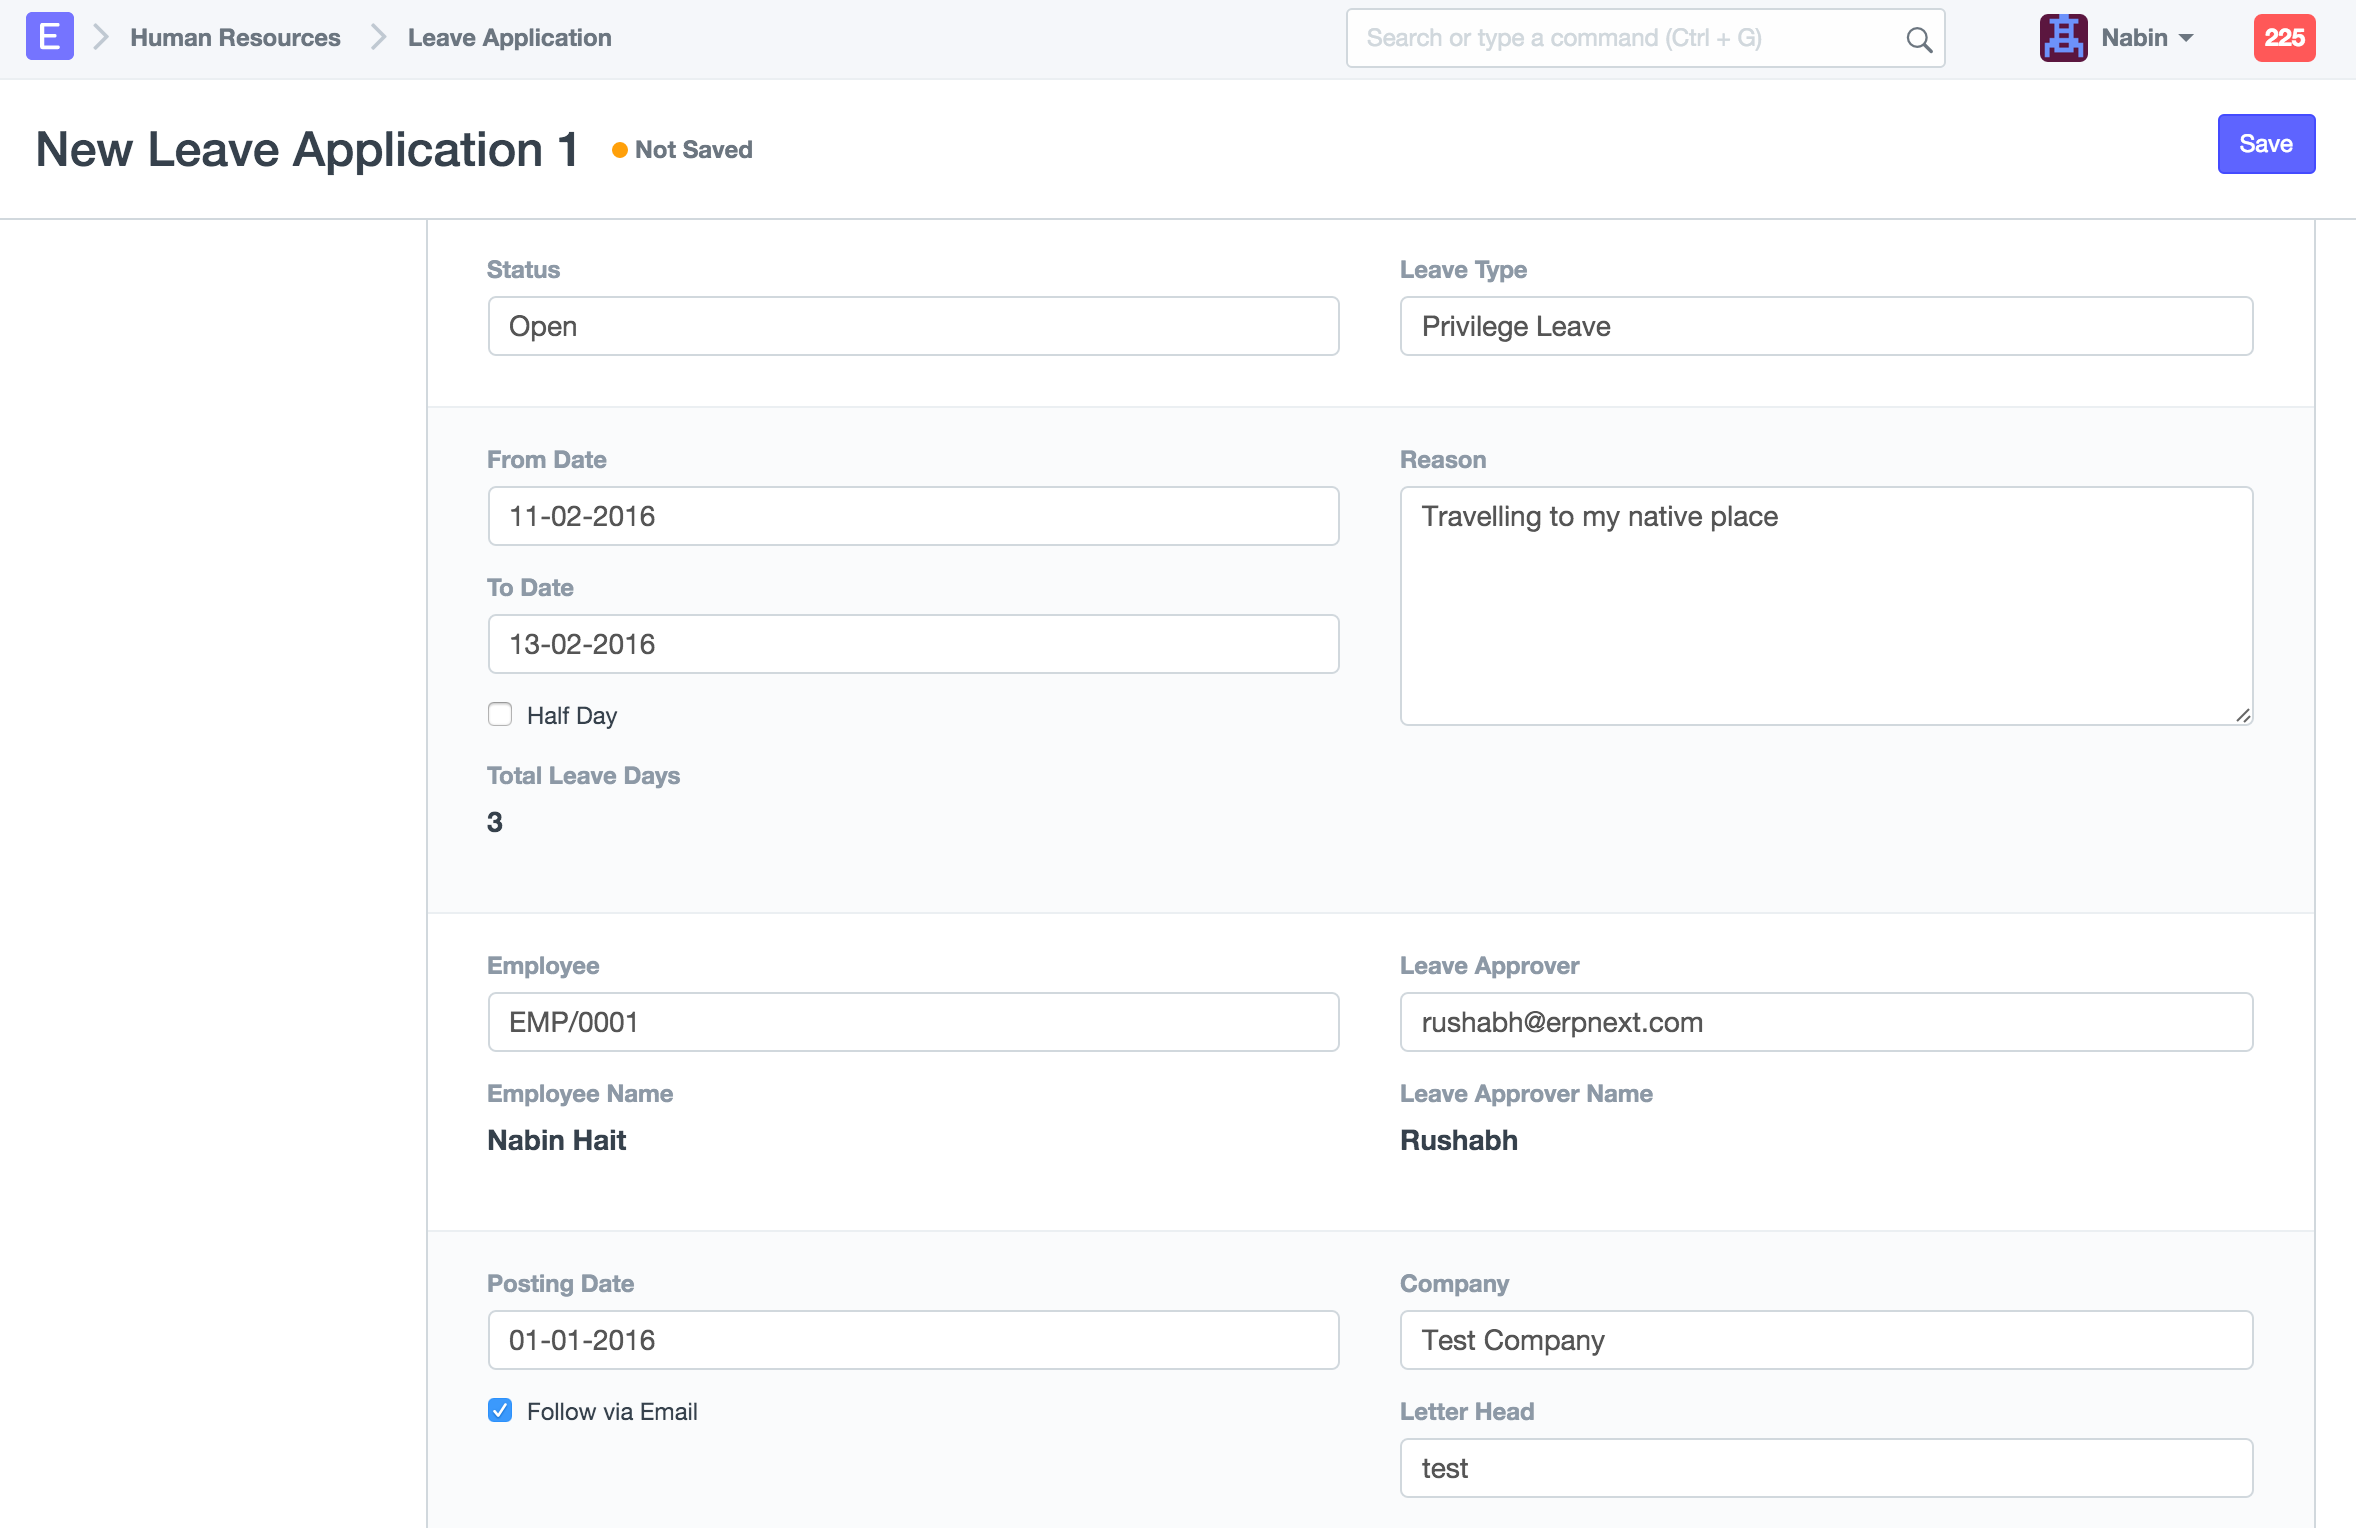 E Human Resources Leave Application Search or type a command (Ctrl + G) Nabin 225
New Leave Application 1 Not Saved Save
Status Leave Type
Open Privilege Leave
From Date Reason
11-02-2016 Travelling to my native place
To Date
13-02-2016
Half Day
Total Leave Days
3
Employee Leave Approver
EMP/0001 rushabh@erpnext.com
Employee Name Leave Approver Name
Nabin Hait Rushabh
Posting Date Company
01-01-2016 Test Company
Follow via Email Letter Head
test